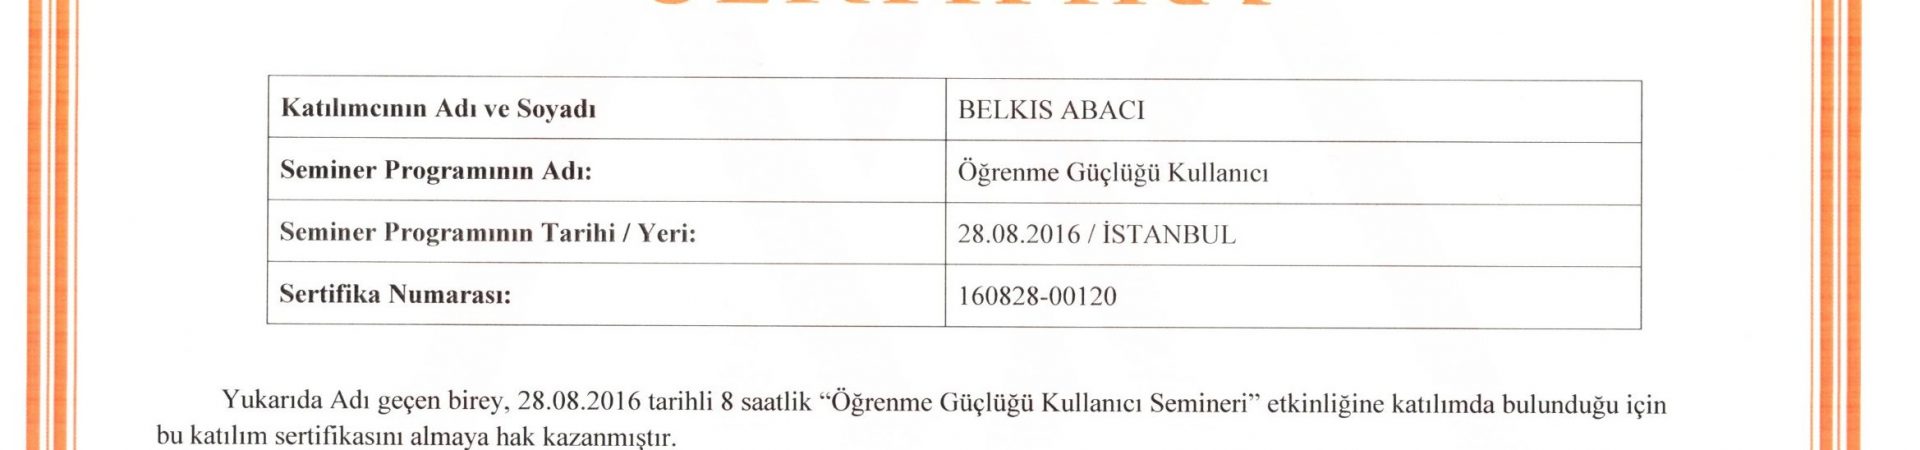 Katılımcının Adı ve Soyadı BELKIS ABACI
Seminer Programının Adı: Öğrenme Güçlüğü Kullanıcı
Seminer Programının Tarihi / Yeri: 28.08.2016 / İSTANBUL
Sertifika Numarası: 160828-00120
Yukarıda Adı geçen birey, 28.08.2016 tarihli 8 saatlik “Öğrenme Güçlüğü Kullanıcı Semineri” etkinliğine katılımda bulunduğu için
bu katılım sertifikasını almaya hak kazanmıştır.